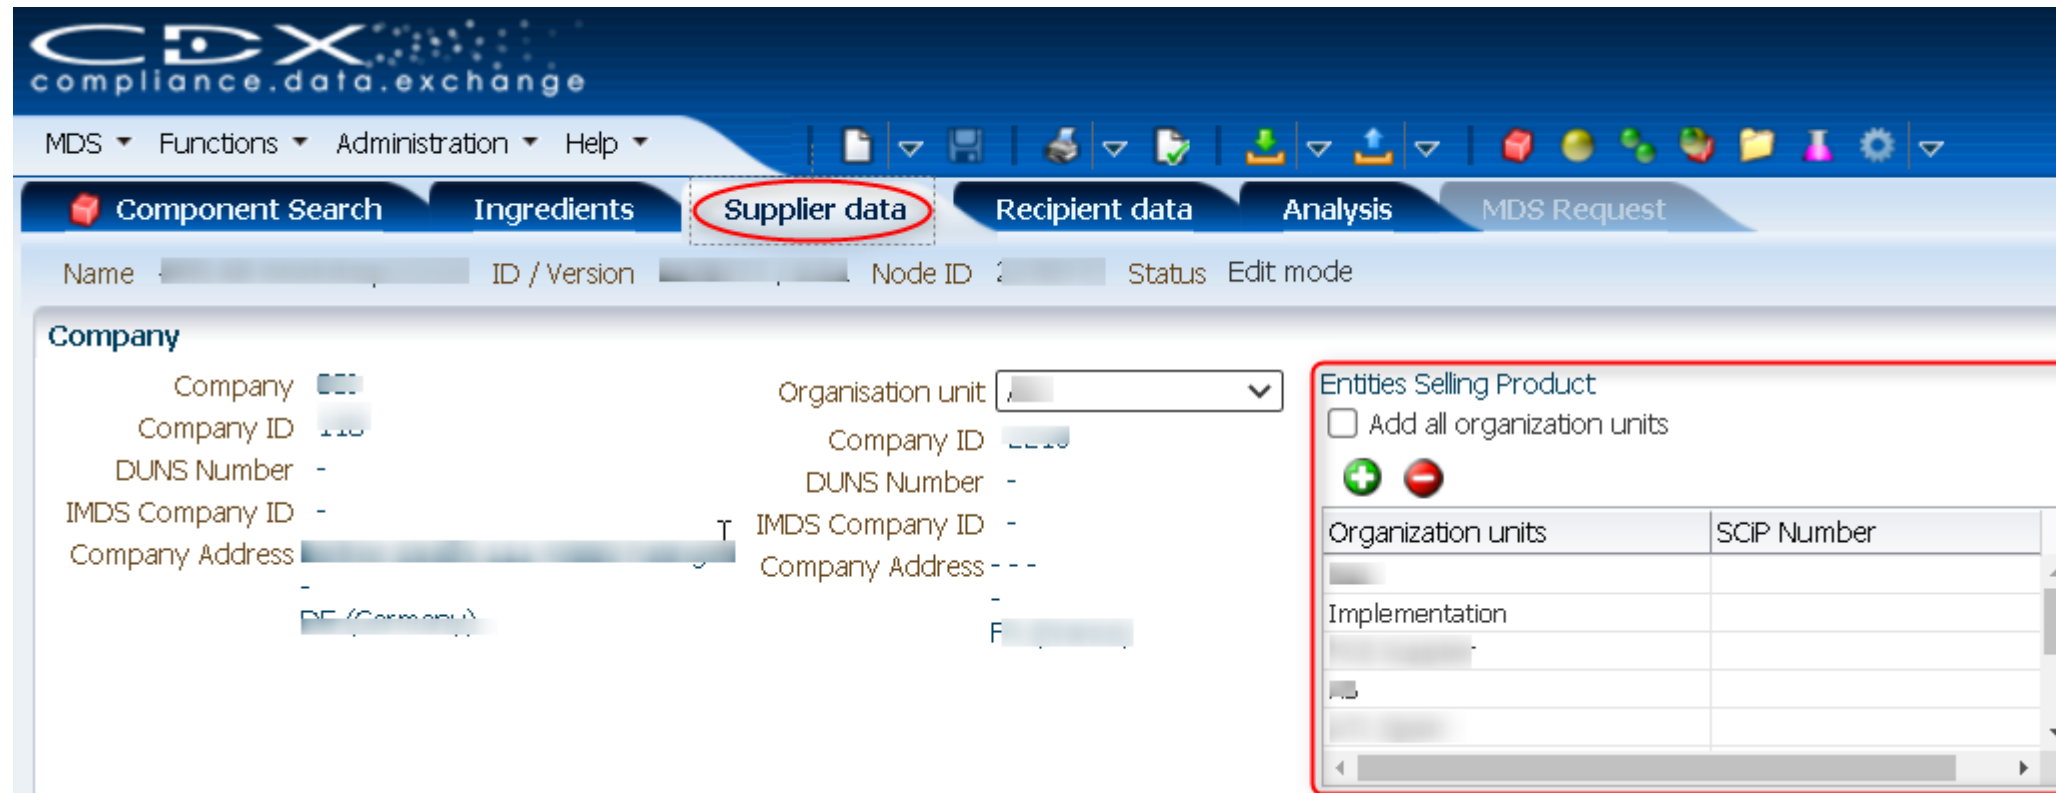 CDX
compliance.data.exchange
MDS Functions Administration Help
Component Search Ingredients Supplier data Recipient data Analysis MDS Request
Name ID / Version Node ID Status Edit mode
Company
Company
Company ID
DUNS Number -
IMDS Company ID -
Company Address
-
DE (Germany)
Organisation unit
Company ID
DUNS Number -
IMDS Company ID -
Company Address - - -
-
Entities Selling Product
Add all organization units
Organization units SCiP Number
Implementation